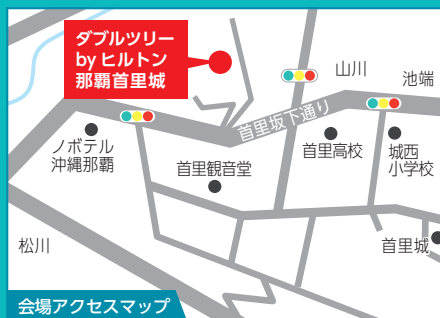 ダブルツリー
by ヒルトン
那覇首里城
山川
池端
首里坂下通り
ノボテル
沖縄那覇
首里観音堂
首里高校
城西
小学校
松川
首里城
会場アクセスマップ